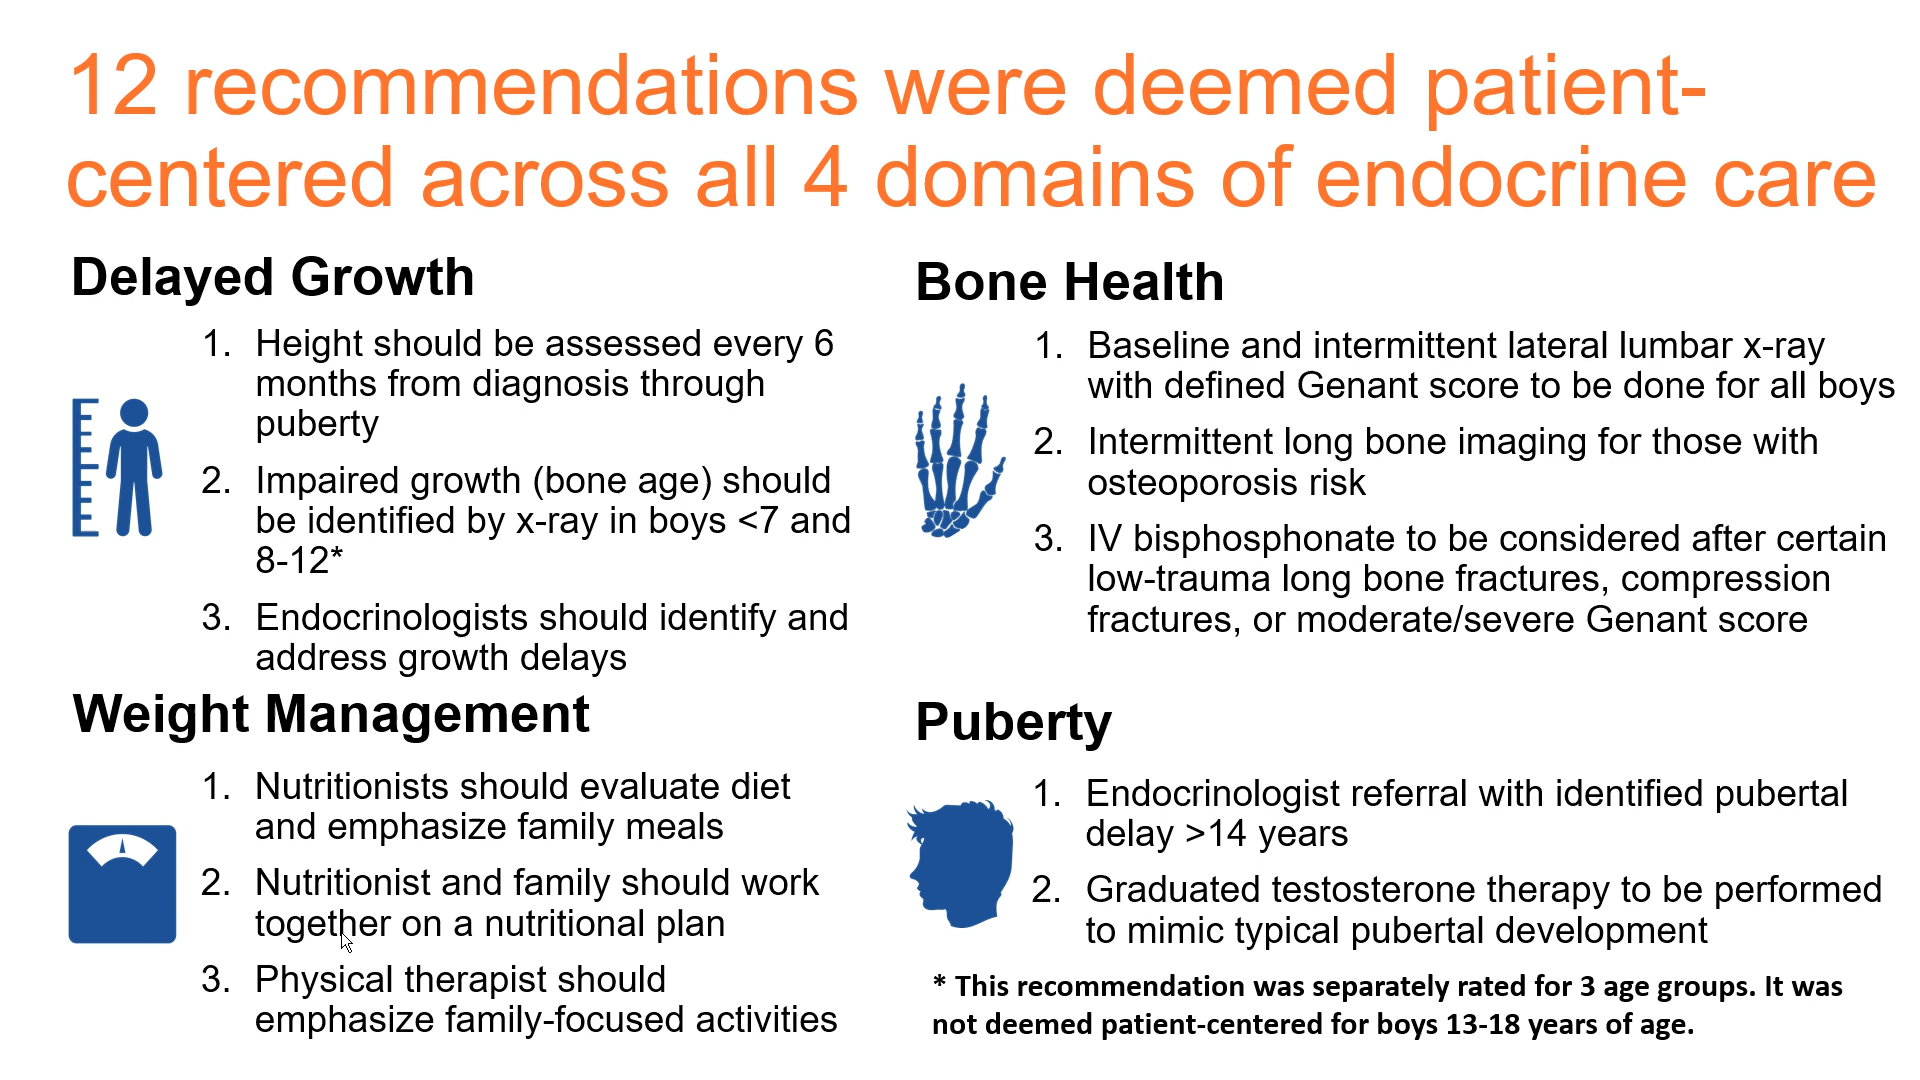 12 recommendations were deemed patient-
centered across all 4 domains of endocrine care
Delayed Growth
1. Height should be assessed every 6
months from diagnosis through
puberty
2. Impaired growth (bone age) should
be identified by x-ray in boys <7 and
8-12*
3. Endocrinologists should identify and
address growth delays
Weight Management
1. Nutritionists should evaluate diet
and emphasize family meals
2. Nutritionist and family should work
together on a nutritional plan
3. Physical therapist should
emphasize family-focused activities
Bone Health
1. Baseline and intermittent lateral lumbar x-ray
with defined Genant score to be done for all boys
2. Intermittent long bone imaging for those with
osteoporosis risk
3. IV bisphosphonate to be considered after certain
low-trauma long bone fractures, compression
fractures, or moderate/severe Genant score
Puberty
1. Endocrinologist referral with identified pubertal
delay >14 years
2. Graduated testosterone therapy to be performed
to mimic typical pubertal development
* This recommendation was separately rated for 3 age groups. It was
not deemed patient-centered for boys 13-18 years of age.